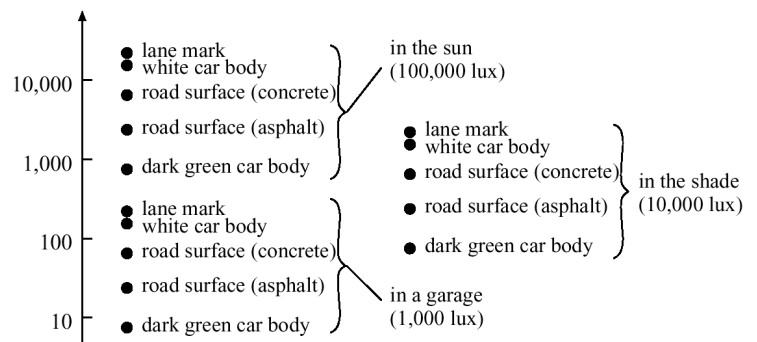 lane mark
white car body
road surface (concrete)
road surface (asphalt)
dark green car body
in the sun
(100,000 lux)
lane mark
white car body
road surface (concrete)
road surface (asphalt)
dark green car body
in a garage
(1,000 lux)
lane mark
white car body
road surface (concrete)
road surface (asphalt)
dark green car body
in the shade
(10,000 lux)
10,000
1,000
100
10